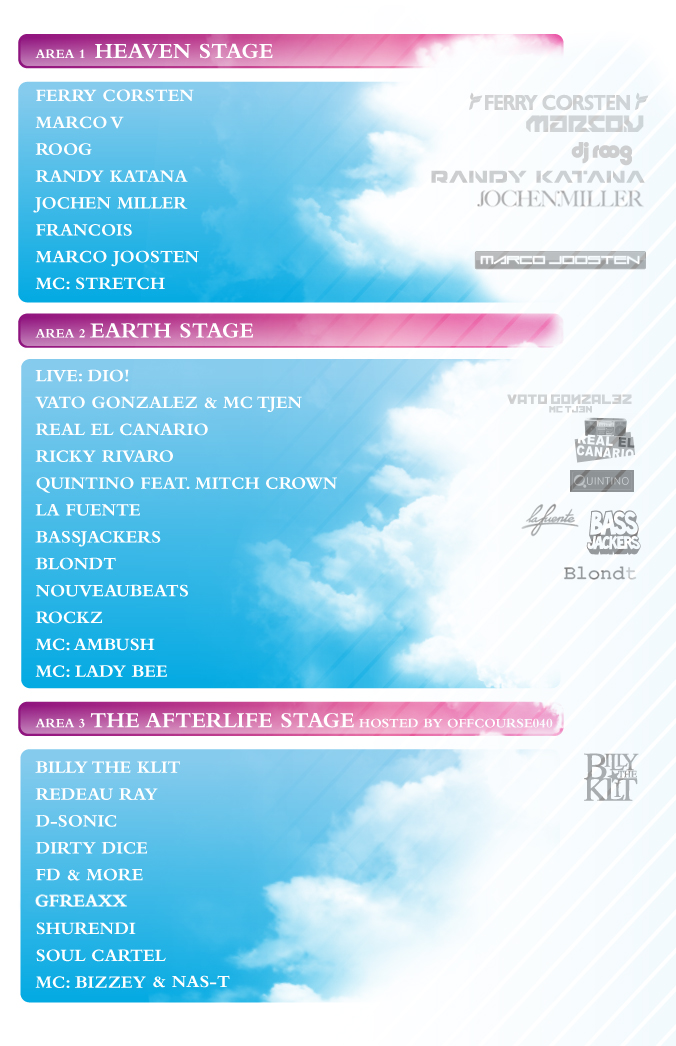 AREA 1 HEAVEN STAGE
FERRY CORSTEN
FERRY CORSTEN
MARCO V
MARCOV
ROOG
dj roog
RANDY KATANA
RANDY KATANA
JOCHEN MILLER
JOCHEN MILLER
FRANCOIS
MARCO JOOSTEN
MARCO JOOSTEN
MC: STRETCH
AREA 2 EARTH STAGE
LIVE: DIO!
VATO GONZALEZ & MC TJEN
VATO GONZALEZ
MC TJEN
REAL EL CANARIO
REAL EL
CANARIO
RICKY RIVARO
QUINTINO FEAT. MITCH CROWN
QUINTINO
LA FUENTE
lafuente
BASS
JACKERS
BASSJACKERS
BLONDT
Blondt
NOUVEAUBEATS
ROCKZ
MC: AMBUSH
MC: LADY BEE
AREA 3 THE AFTERLIFE STAGE HOSTED BY OFFCOURSE040
BILLY THE KLIT
BILLY
THE
KLIT
REDEAU RAY
D-SONIC
DIRTY DICE
FD & MORE
GFREAXX
SHURENDI
SOUL CARTEL
MC: BIZZEY & NAS-T